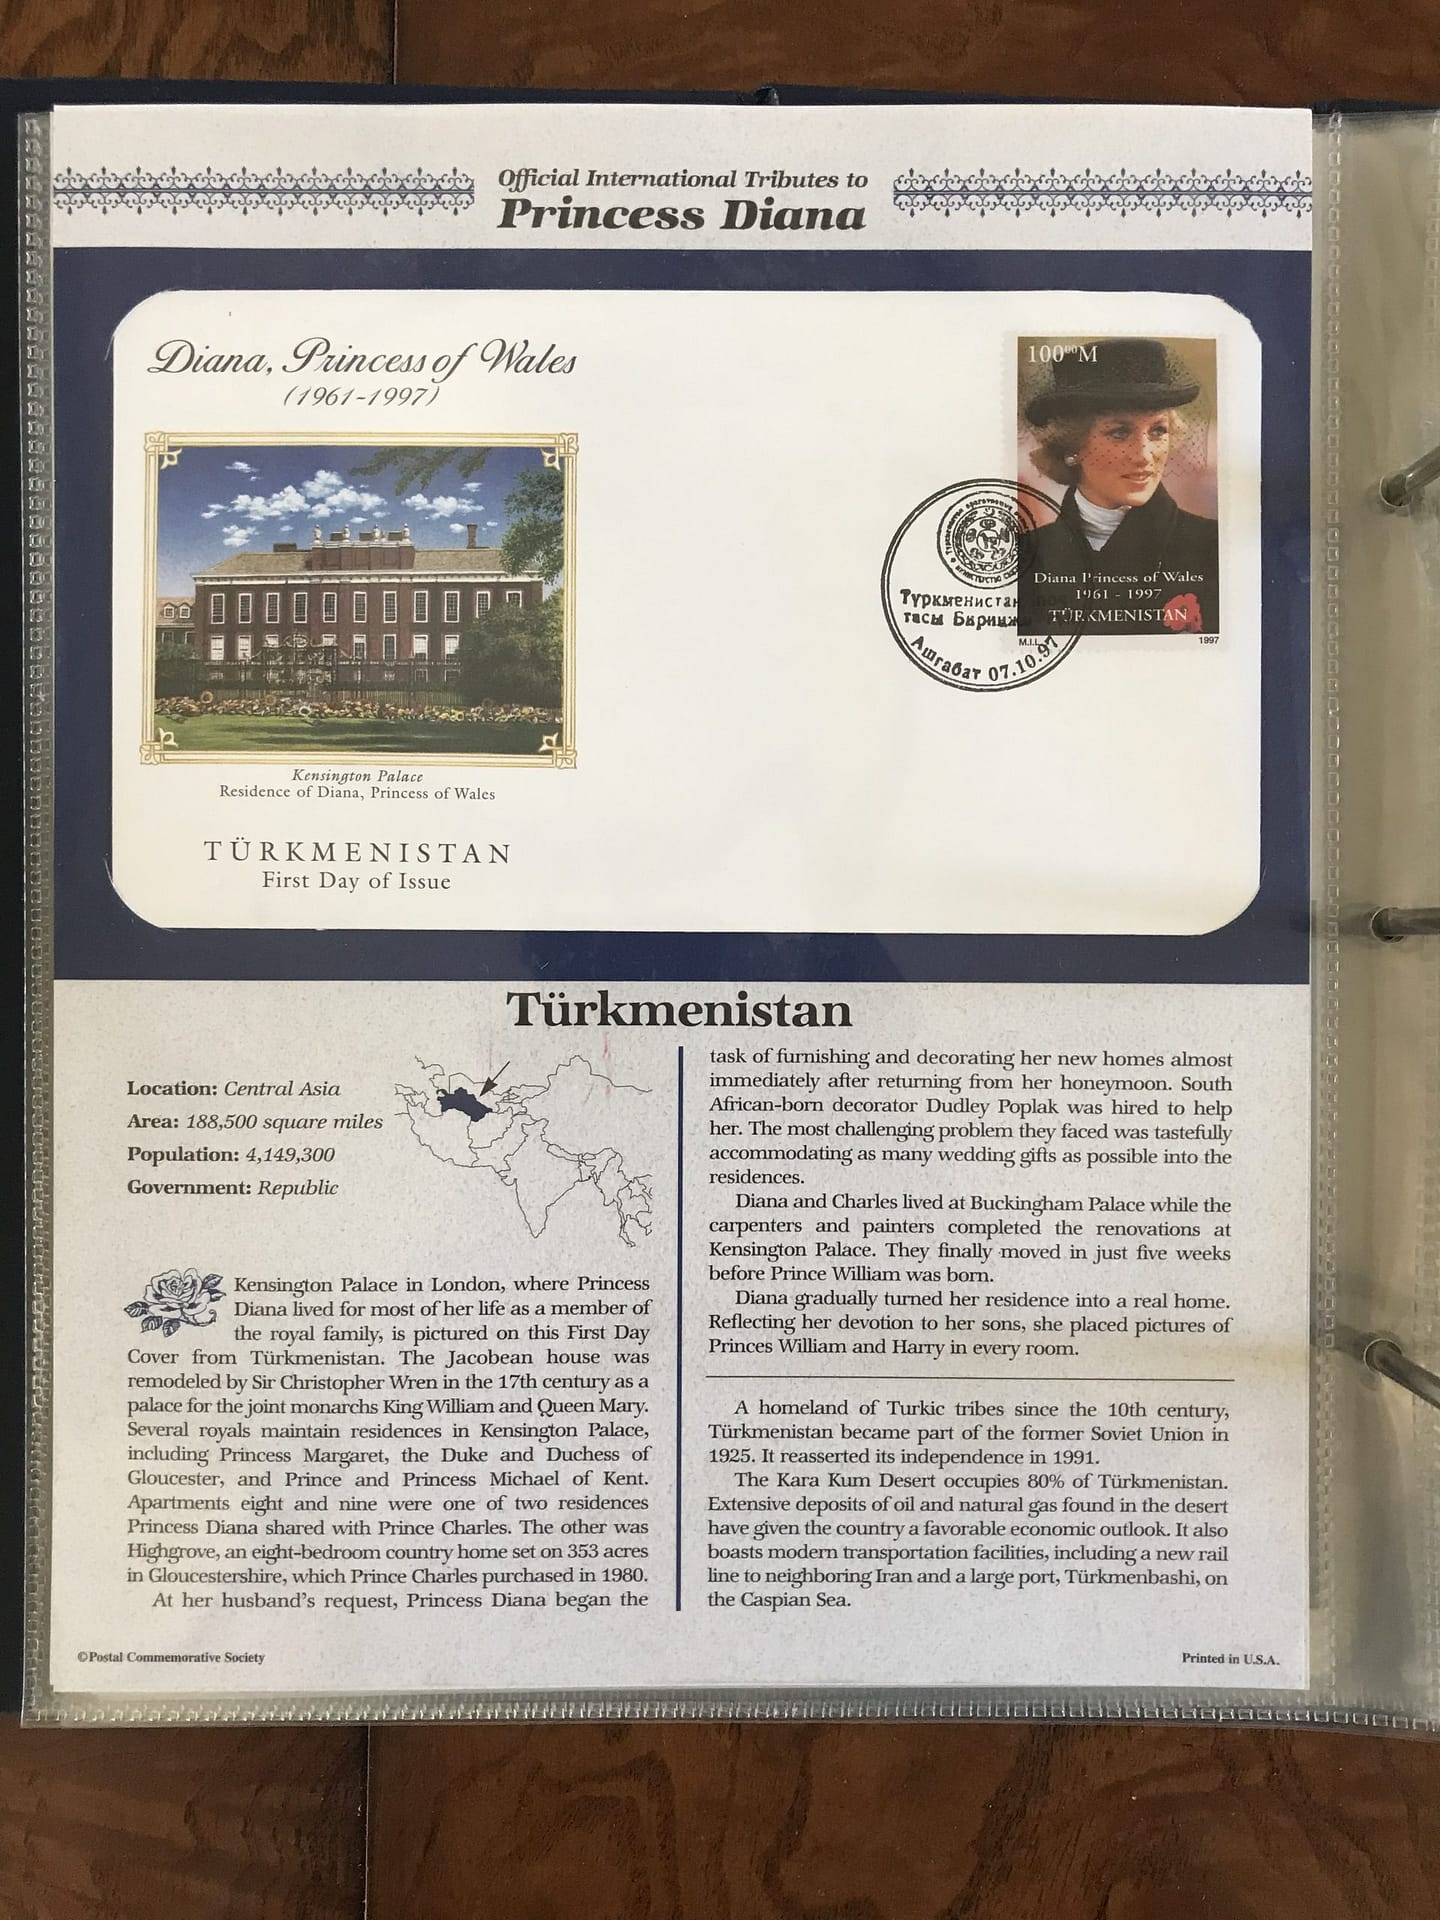 Official International Tributes to
Princess Diana
Diana, Princess of Wales
(1961-1997)
Kensington Palace
Residence of Diana, Princess of Wales
TÜRKMENISTAN
First Day of Issue
100⁰⁰M
Diana Princess of Wales
1961 - 1997
TÜRKMENISTAN
M.I.L.
1997
Түркменистан
тасы Биринжи
Ашгабат 07.10.97
Türkmenistan
Location: Central Asia
Area: 188,500 square miles
Population: 4,149,300
Government: Republic
Kensington Palace in London, where Princess
Diana lived for most of her life as a member of
the royal family, is pictured on this First Day
Cover from Türkmenistan. The Jacobean house was
remodeled by Sir Christopher Wren in the 17th century as a
palace for the joint monarchs King William and Queen Mary.
Several royals maintain residences in Kensington Palace,
including Princess Margaret, the Duke and Duchess of
Gloucester, and Prince and Princess Michael of Kent.
Apartments eight and nine were one of two residences
Princess Diana shared with Prince Charles. The other was
Highgrove, an eight-bedroom country home set on 353 acres
in Gloucestershire, which Prince Charles purchased in 1980.
At her husband's request, Princess Diana began the
task of furnishing and decorating her new homes almost
immediately after returning from her honeymoon. South
African-born decorator Dudley Poplak was hired to help
her. The most challenging problem they faced was tastefully
accommodating as many wedding gifts as possible into the
residences.
Diana and Charles lived at Buckingham Palace while the
carpenters and painters completed the renovations at
Kensington Palace. They finally moved in just five weeks
before Prince William was born.
Diana gradually turned her residence into a real home.
Reflecting her devotion to her sons, she placed pictures of
Princes William and Harry in every room.
A homeland of Turkic tribes since the 10th century,
Türkmenistan became part of the former Soviet Union in
1925. It reasserted its independence in 1991.
The Kara Kum Desert occupies 80% of Türkmenistan.
Extensive deposits of oil and natural gas found in the desert
have given the country a favorable economic outlook. It also
boasts modern transportation facilities, including a new rail
line to neighboring Iran and a large port, Türkmenbashi, on
the Caspian Sea.
©Postal Commemorative Society
Printed in U.S.A.